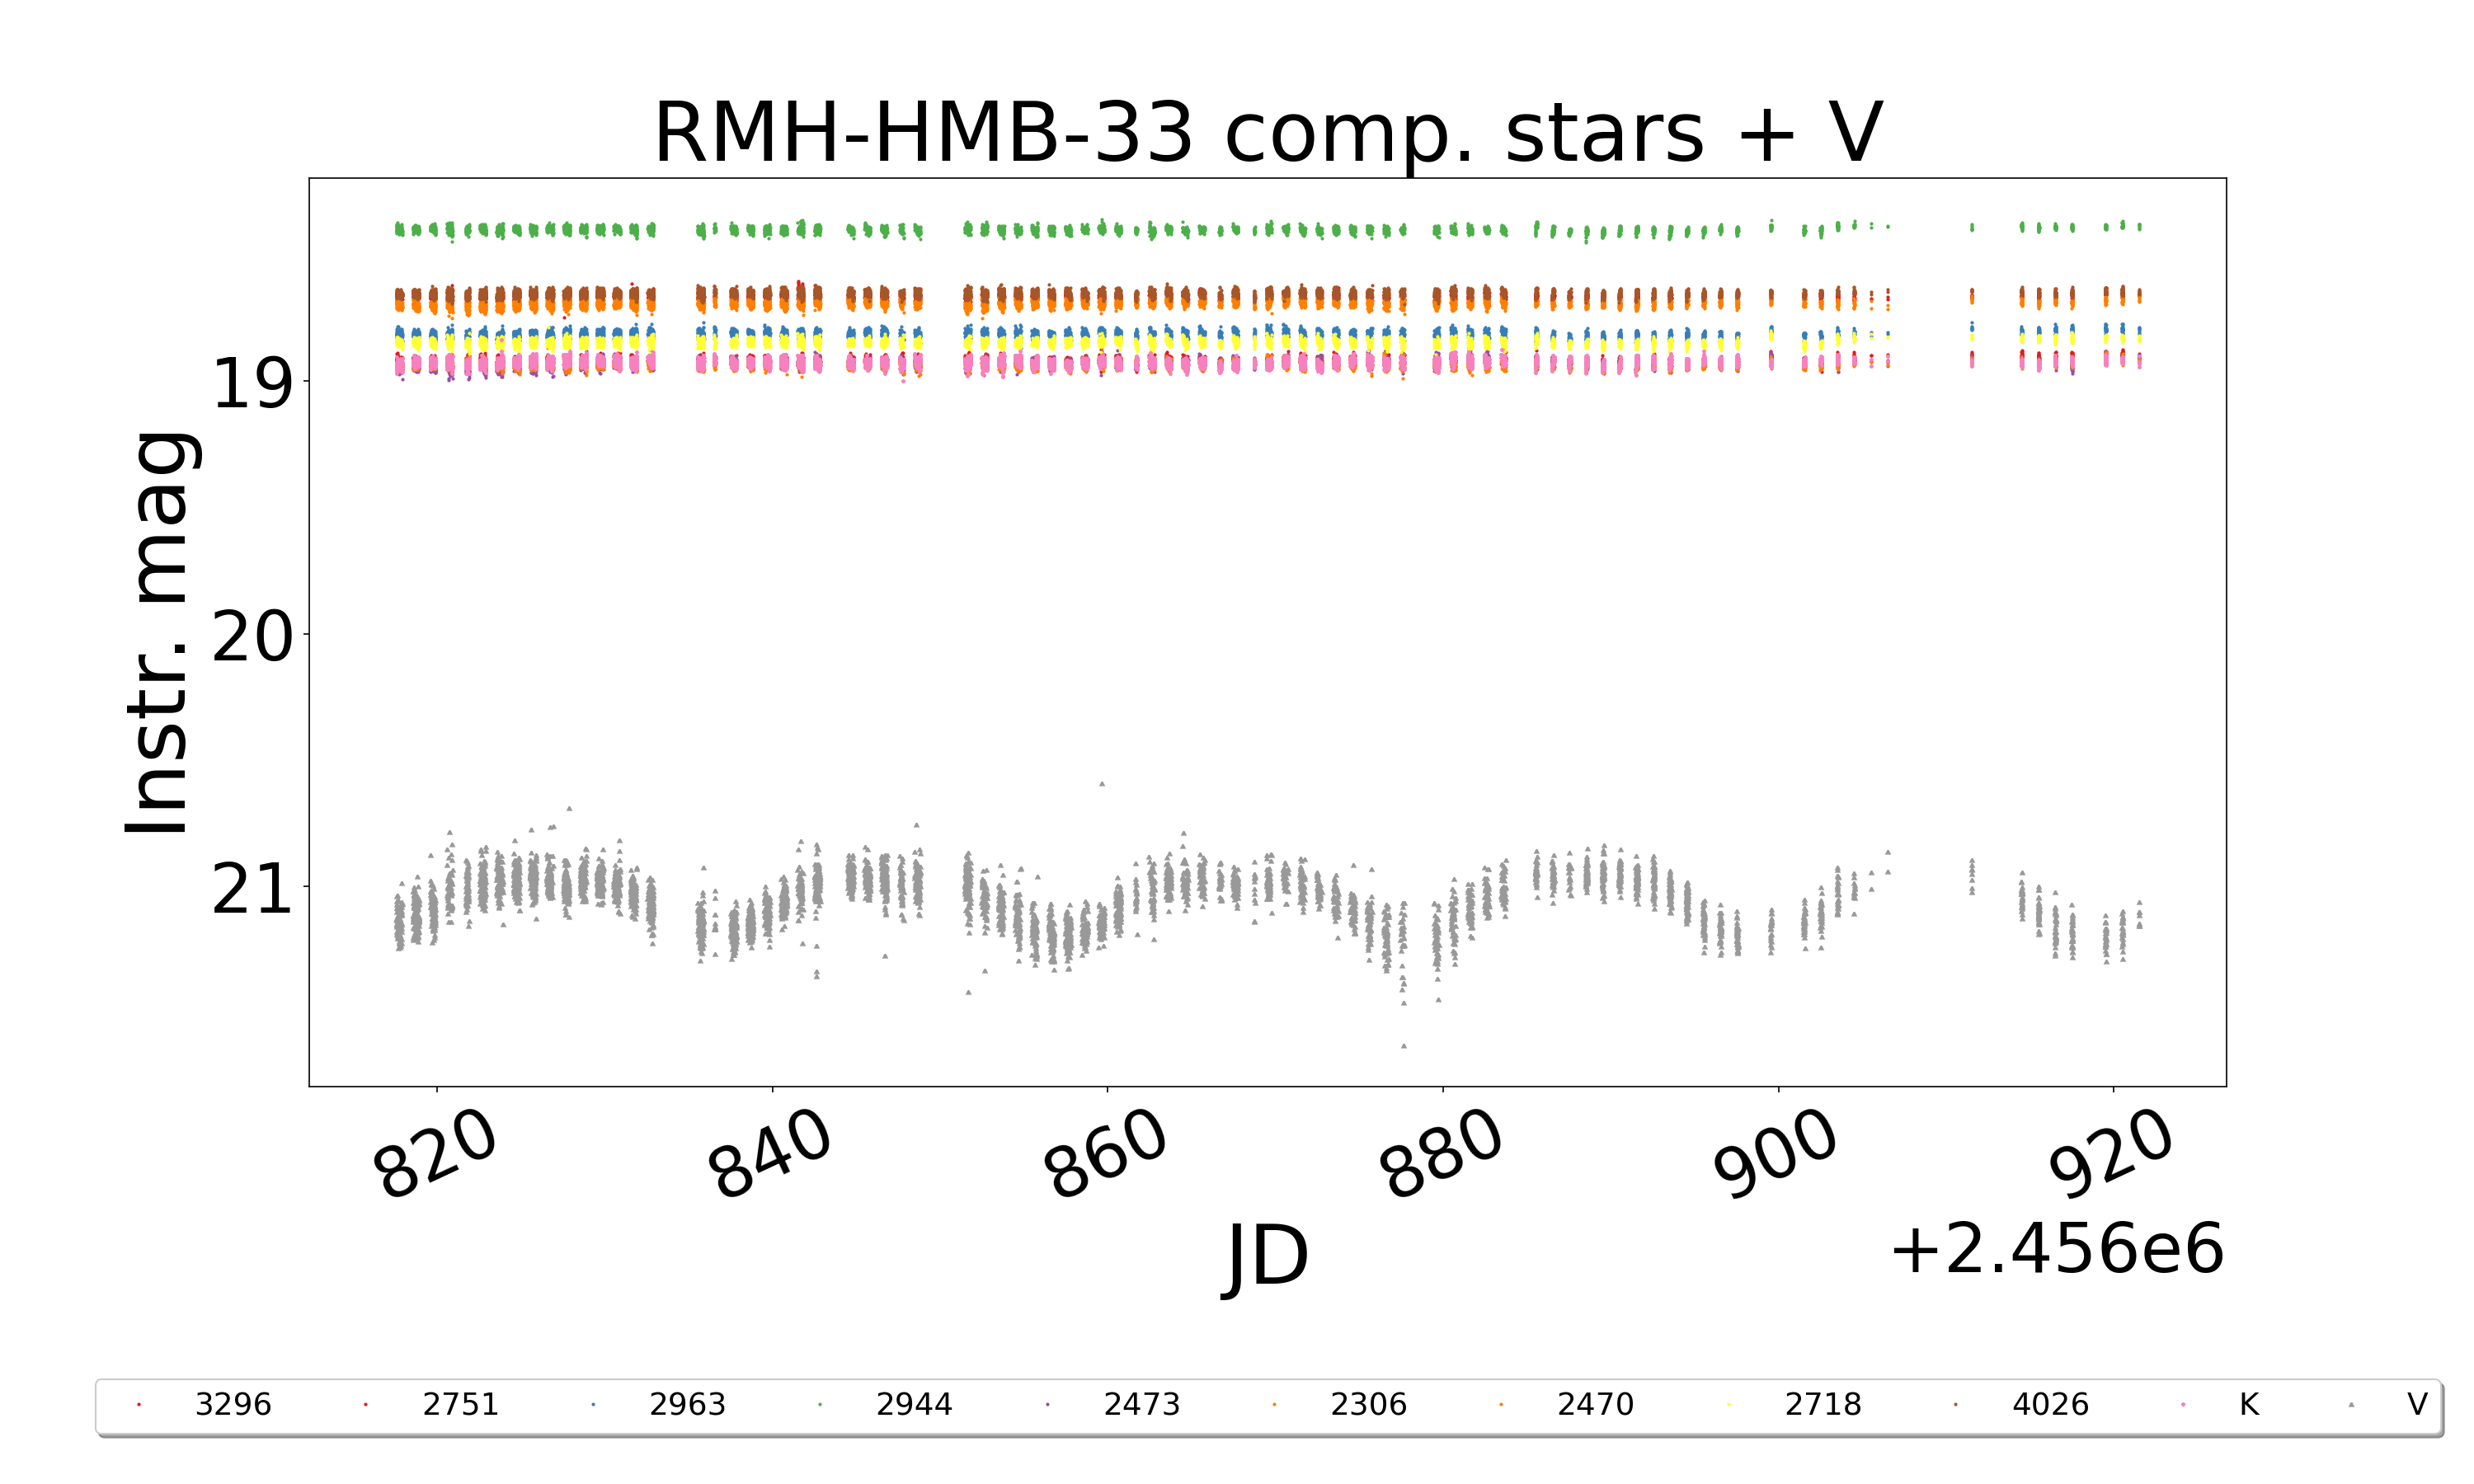 RMH-HMB-33 comp. stars + V
Instr. mag
19
20
21
820 840 860 880 900 920
JD
+2.456e6
3296 2751 2963 2944 2473 2306 2470 2718 4026 K V